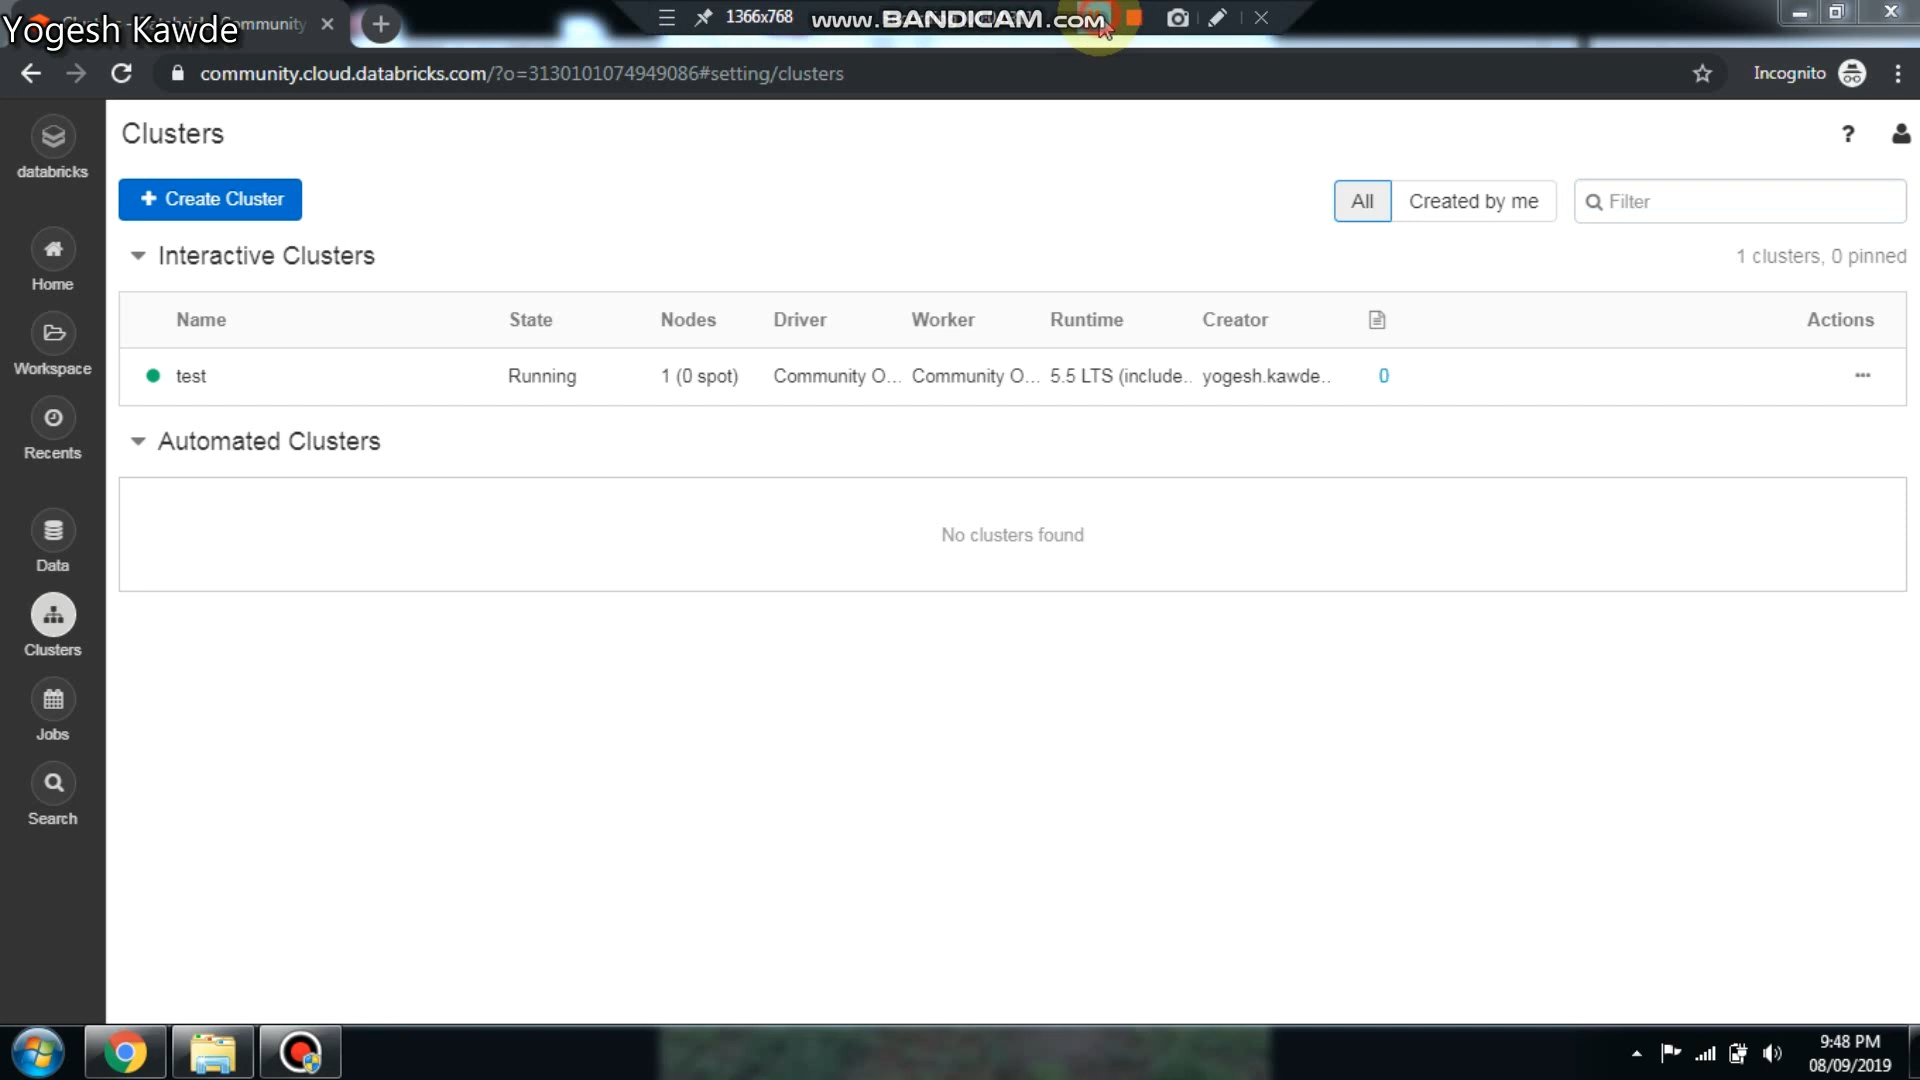 Yogesh Kawde
ommunity
1366x768
www.BANDICAM.com
community.cloud.databricks.com/?o=3130101074949086#setting/clusters
Incognito
databricks
Home
Workspace
Recents
Data
Clusters
Jobs
Search
Clusters
?
+ Create Cluster
All
Created by me
Filter
Interactive Clusters
1 clusters, 0 pinned
Name State Nodes Driver Worker Runtime Creator Actions
test Running 1 (0 spot) Community O... Community O... 5.5 LTS (include.. yogesh.kawde.. 0 ...
Automated Clusters
No clusters found
9:48 PM
08/09/2019